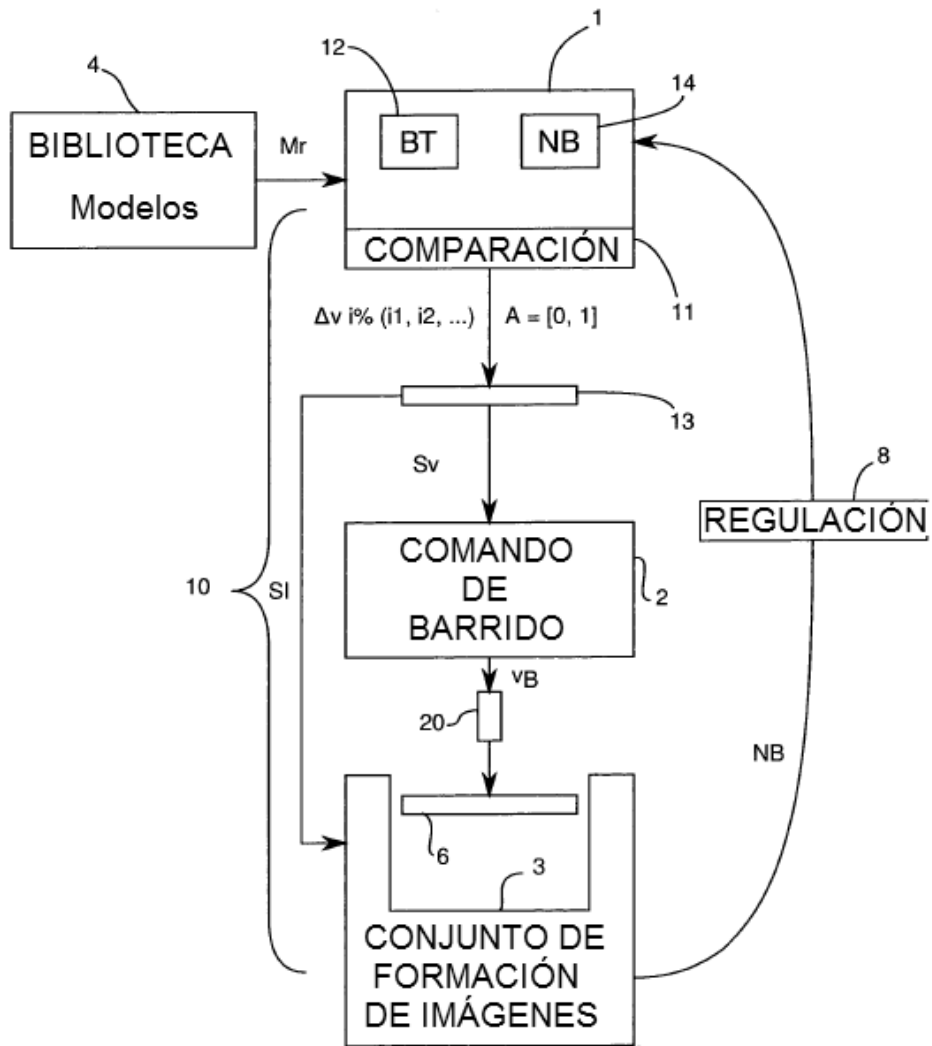 1
12
4
14
BIBLIOTECA
Modelos
Mr
BT
NB
COMPARACIÓN
11
Δv i% (i1, i2, ...)
A = [0, 1]
13
Sv
8
REGULACIÓN
COMANDO
DE
BARRIDO
2
10
SI
vB
20
NB
6
3
CONJUNTO DE
FORMACIÓN
DE IMÁGENES